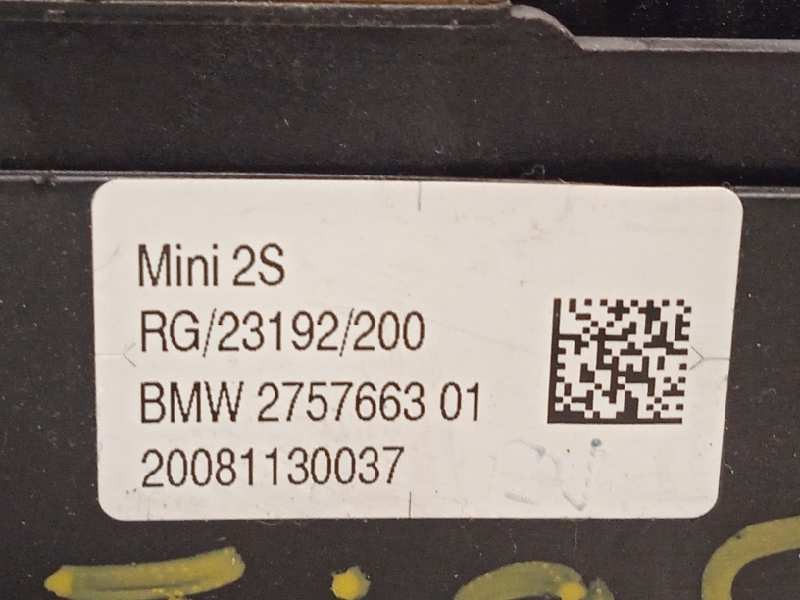 Mini 2S
RG/23192/200
BMW 2757663 01
20081130037